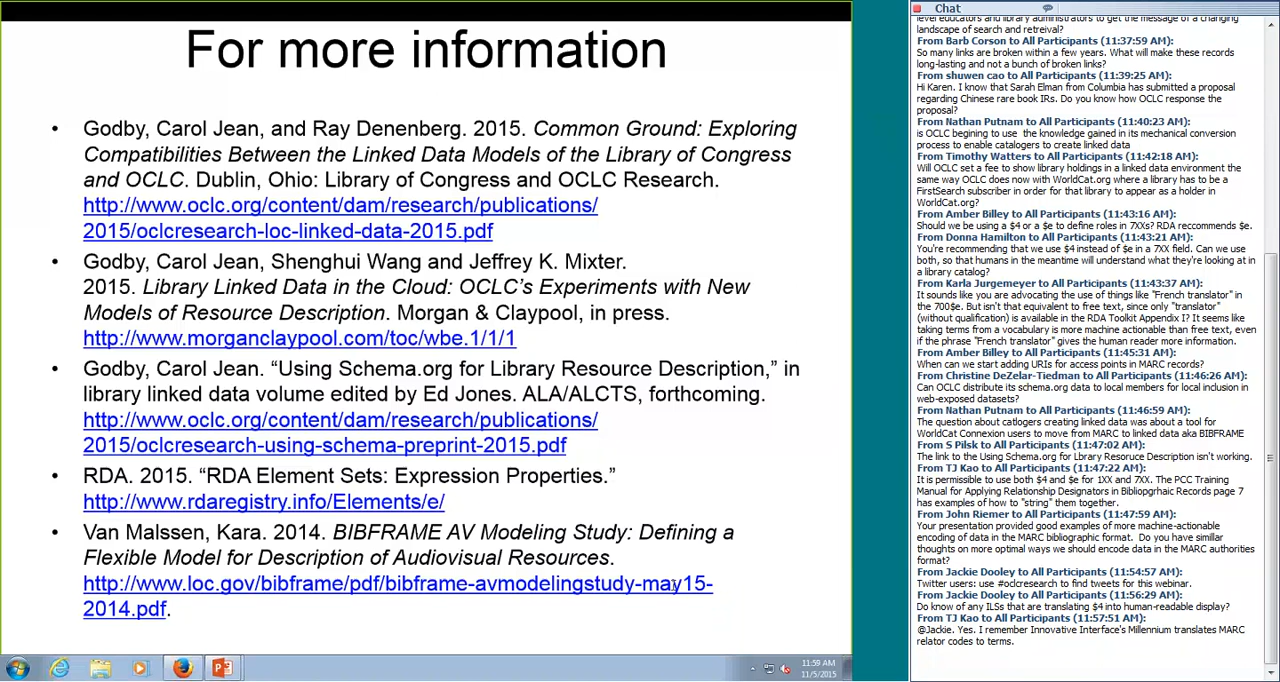 For more information
• Godby, Carol Jean, and Ray Denenberg. 2015. Common Ground: Exploring
Compatibilities Between the Linked Data Models of the Library of Congress
and OCLC. Dublin, Ohio: Library of Congress and OCLC Research.
http://www.oclc.org/content/dam/research/publications/
2015/oclcresearch-loc-linked-data-2015.pdf
• Godby, Carol Jean, Shenghui Wang and Jeffrey K. Mixter.
2015. Library Linked Data in the Cloud: OCLC's Experiments with New
Models of Resource Description. Morgan & Claypool, in press.
http://www.morganclaypool.com/toc/wbe.1/1/1
• Godby, Carol Jean. “Using Schema.org for Library Resource Description,” in
library linked data volume edited by Ed Jones. ALA/ALCTS, forthcoming.
http://www.oclc.org/content/dam/research/publications/
2015/oclcresearch-using-schema-preprint-2015.pdf
• RDA. 2015. “RDA Element Sets: Expression Properties.”
http://www.rdaregistry.info/Elements/e/
• Van Malssen, Kara. 2014. BIBFRAME AV Modeling Study: Defining a
Flexible Model for Description of Audiovisual Resources.
http://www.loc.gov/bibframe/pdf/bibframe-avmodelingstudy-may15-
2014.pdf.
11:59 AM
11/5/2015
Chat
level educators and library administrators to get the message of a changing
landscape of search and retreival?
From Barb Corson to All Participants (11:37:59 AM):
So many links are broken within a few years. What will make these records
long-lasting and not a bunch of broken links?
From shuwen cao to All Participants (11:39:25 AM):
Hi Karen. I know that Sarah Elman from Columbia has submitted a proposal
regarding Chinese rare book IRs. Do you know how OCLC response the
proposal?
From Nathan Putnam to All Participants (11:40:23 AM):
is OCLC begining to use the knowledge gained in its mechanical conversion
process to enable catalogers to create linked data
From Timothy Watters to All Participants (11:42:18 AM):
Will OCLC set a fee to show library holdings in a linked data environment the
same way OCLC does now with WorldCat.org where a library has to be a
FirstSearch subscriber in order for that library to appear as a holder in
WorldCat.org?
From Amber Billey to All Participants (11:43:16 AM):
Should we be using a $4 or a $e to define roles in 7XXs? RDA reccommends $e.
From Donna Hamilton to All Participants (11:43:21 AM):
You're recommending that we use $4 instead of $e in a 7XX field. Can we use
both, so that humans in the meantime will understand what they're looking at in
a library catalog?
From Karla Jurgemeyer to All Participants (11:43:37 AM):
It sounds like you are advocating the use of things like "French translator" in
the 700$e. But isn't that equivalent to free text, since only "translator"
(without qualification) is available in the RDA Toolkit Appendix I? It seems like
taking terms from a vocabulary is more machine actionable than free text, even
if the phrase "French translator" gives the human reader more information.
From Amber Billey to All Participants (11:45:31 AM):
When can we start adding URIs for access points in MARC records?
From Christine DeZelar-Tiedman to All Participants (11:46:26 AM):
Can OCLC distribute its schema.org data to local members for local inclusion in
web-exposed datasets?
From Nathan Putnam to All Participants (11:46:59 AM):
The question about catlogers creating linked data was about a tool for
WorldCat Connexion users to move from MARC to linked data aka BIBFRAME
From S Pilsk to All Participants (11:47:02 AM):
The link to the Using Schema.org for Lbrary Resoruce Description isn't working.
From TJ Kao to All Participants (11:47:22 AM):
It is permissible to use both $4 and $e for 1XX and 7XX. The PCC Training
Manual for Applying Relationship Designators in Bibliopgrhaic Records page 7
has examples of how to "string" them together.
From John Riemer to All Participants (11:47:59 AM):
Your presentation provided good examples of more machine-actionable
encoding of data in the MARC bibliographic format. Do you have simillar
thoughts on more optimal ways we should encode data in the MARC authorities
format?
From Jackie Dooley to All Participants (11:54:57 AM):
Twitter users: use #oclcresearch to find tweets for this webinar.
From Jackie Dooley to All Participants (11:56:29 AM):
Do know of any ILSs that are translating $4 into human-readable display?
From TJ Kao to All Participants (11:57:51 AM):
@Jackie. Yes. I remember Innovative Interface's Millennium translates MARC
relator codes to terms.